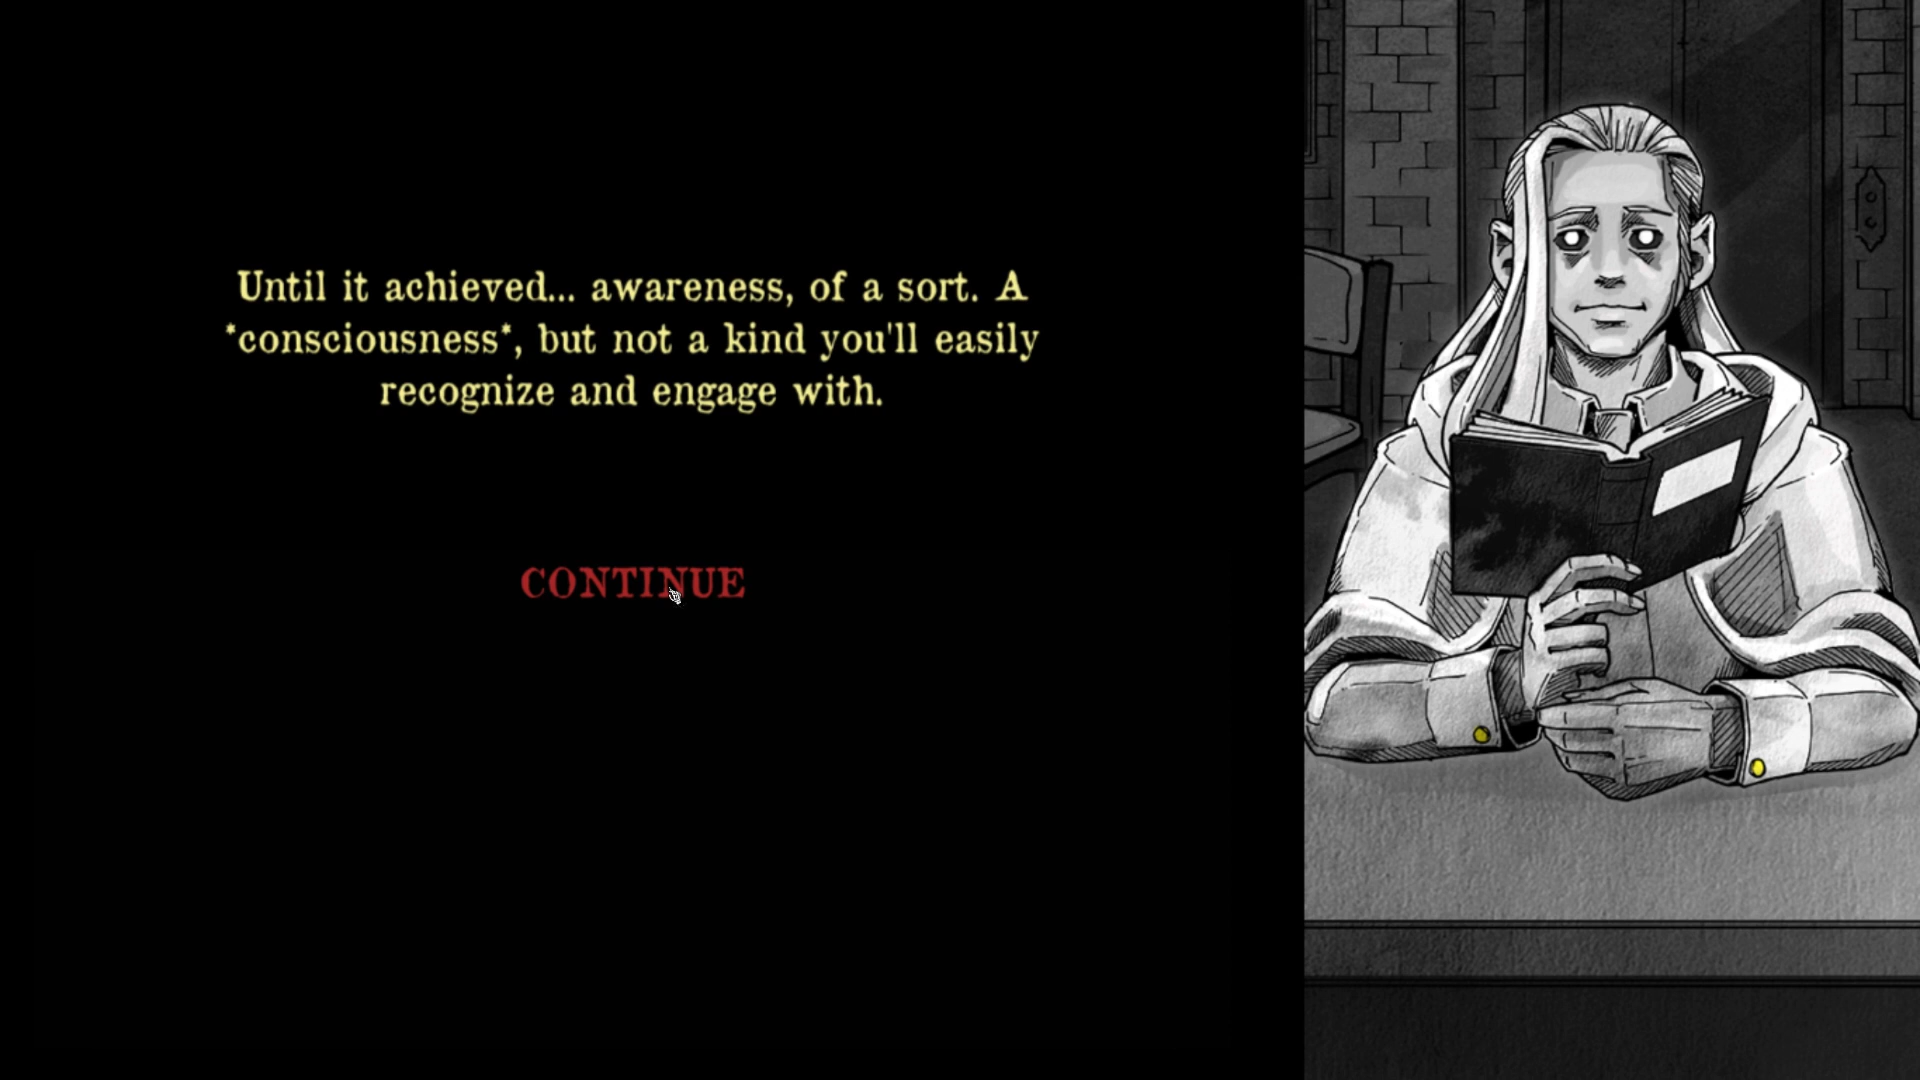 Until it achieved... awareness, of a sort. A
*consciousness*, but not a kind you'll easily
recognize and engage with.
CONTINUE